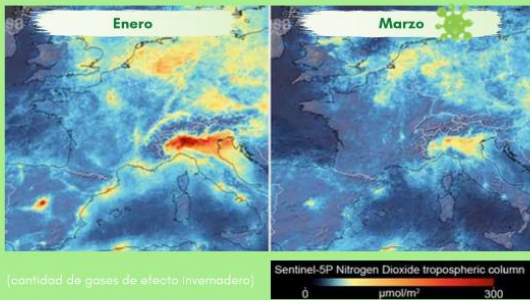 Enero
Marzo
(cantidad de gases de efecto invernadero)
Sentinel-5P Nitrogen Dioxide tropospheric column
0 µmol/m² 300